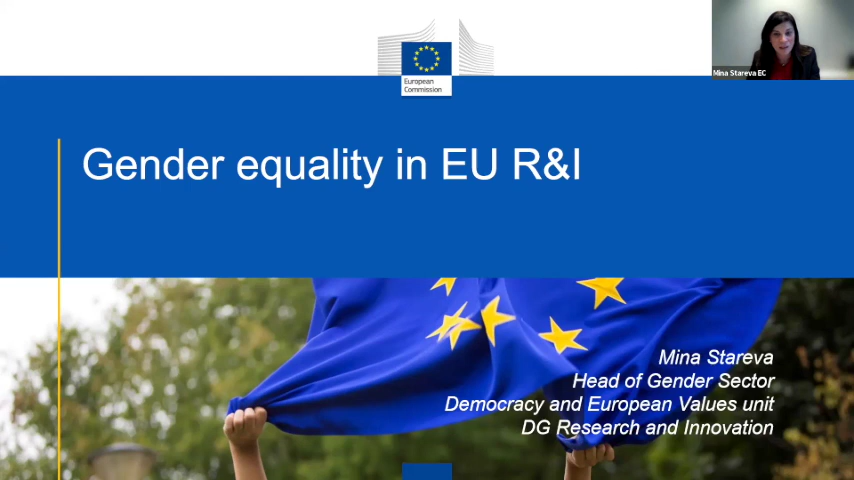 European
Commission
Mina Stareva EC
Gender equality in EU R&I
Mina Stareva
Head of Gender Sector
Democracy and European Values unit
DG Research and Innovation